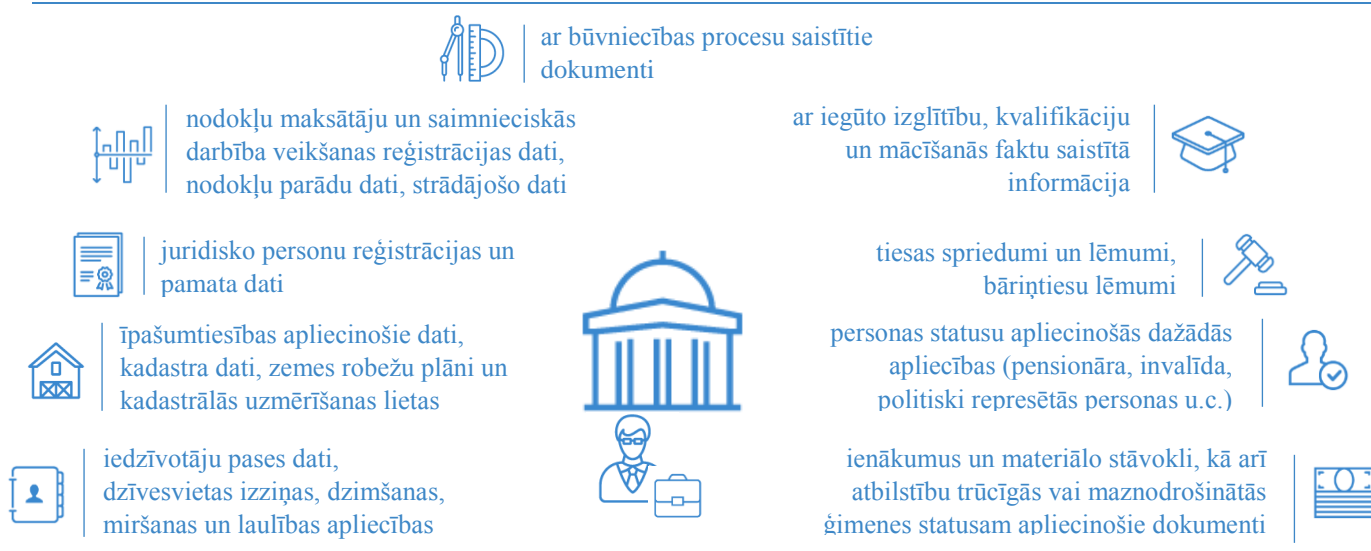 ar būvniecības procesu saistītie
dokumenti
nodokļu maksātāju un saimnieciskās
darbība veikšanas reģistrācijas dati,
nodokļu parādu dati, strādājošo dati
ar iegūto izglītību, kvalifikāciju
un mācīšanās faktu saistītā
informācija
juridisko personu reģistrācijas un
pamata dati
tiesas spriedumi un lēmumi,
bāriņtiesu lēmumi
īpašumtiesības apliecinošie dati,
kadastra dati, zemes robežu plāni un
kadastrālās uzmērīšanas lietas
personas statusu apliecinošās dažādās
apliecības (pensionāra, invalīda,
politiski represētās personas u.c.)
iedzīvotāju pases dati,
dzīvesvietas izziņas, dzimšanas,
miršanas un laulības apliecības
ienākumus un materiālo stāvokli, kā arī
atbilstību trūcīgās vai maznodrošinātās
ģimenes statusam apliecinošie dokumenti